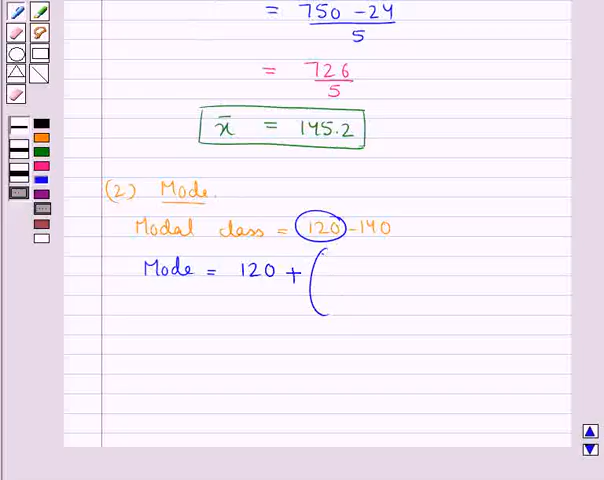 = 750 - 24
5
= 726
5
x̄ = 145.2
(2) Mode.
Modal class = 120 - 140
Mode = 120 + (